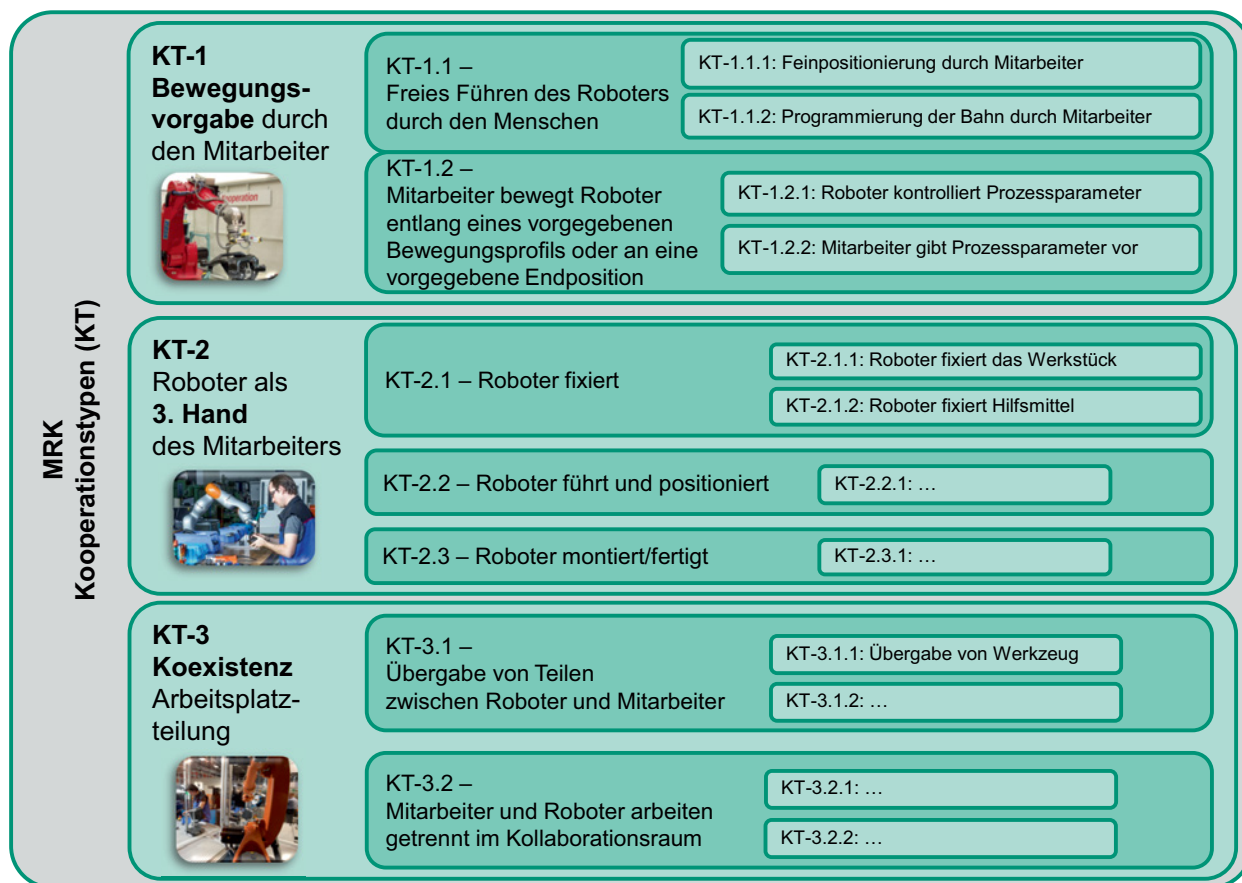 MRK
Kooperationstypen (KT)
KT-1
Bewegungs-
vorgabe durch
den Mitarbeiter
KT-1.1 –
Freies Führen des Roboters
durch den Menschen
KT-1.1.1: Feinpositionierung durch Mitarbeiter
KT-1.1.2: Programmierung der Bahn durch Mitarbeiter
KT-1.2 –
Mitarbeiter bewegt Roboter
entlang eines vorgegebenen
Bewegungsprofils oder an eine
vorgegebene Endposition
KT-1.2.1: Roboter kontrolliert Prozessparameter
KT-1.2.2: Mitarbeiter gibt Prozessparameter vor
KT-2
Roboter als
3. Hand
des Mitarbeiters
KT-2.1 – Roboter fixiert
KT-2.1.1: Roboter fixiert das Werkstück
KT-2.1.2: Roboter fixiert Hilfsmittel
KT-2.2 – Roboter führt und positioniert
KT-2.2.1: …
KT-2.3 – Roboter montiert/fertigt
KT-2.3.1: …
KT-3
Koexistenz
Arbeitsplatz-
teilung
KT-3.1 –
Übergabe von Teilen
zwischen Roboter und Mitarbeiter
KT-3.1.1: Übergabe von Werkzeug
KT-3.1.2: …
KT-3.2 –
Mitarbeiter und Roboter arbeiten
getrennt im Kollaborationsraum
KT-3.2.1: …
KT-3.2.2: …